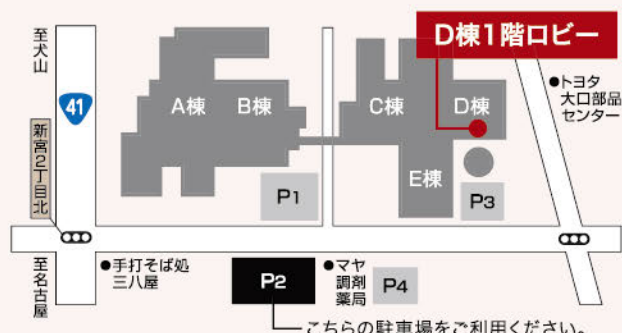 D棟1階ロビー
至犬山
41
A棟
B棟
C棟
D棟
●トヨタ
大口部品
センター
新宮2丁目北
E棟
P1
P3
至名古屋
●手打そば処
三八屋
P2
●マヤ
調剤
薬局
P4
こちらの駐車場をご利用ください。